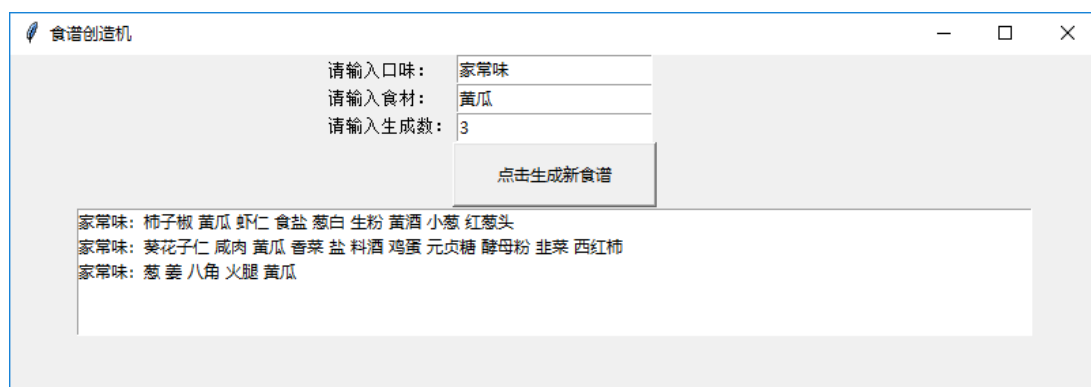 食谱创造机
请输入口味： 家常味
请输入食材： 黄瓜
请输入生成数： 3
点击生成新食谱
家常味：柿子椒 黄瓜 虾仁 食盐 葱白 生粉 黄酒 小葱 红葱头
家常味：葵花子仁 咸肉 黄瓜 香菜 盐 料酒 鸡蛋 元贞糖 酵母粉 韭菜 西红柿
家常味：葱 姜 八角 火腿 黄瓜